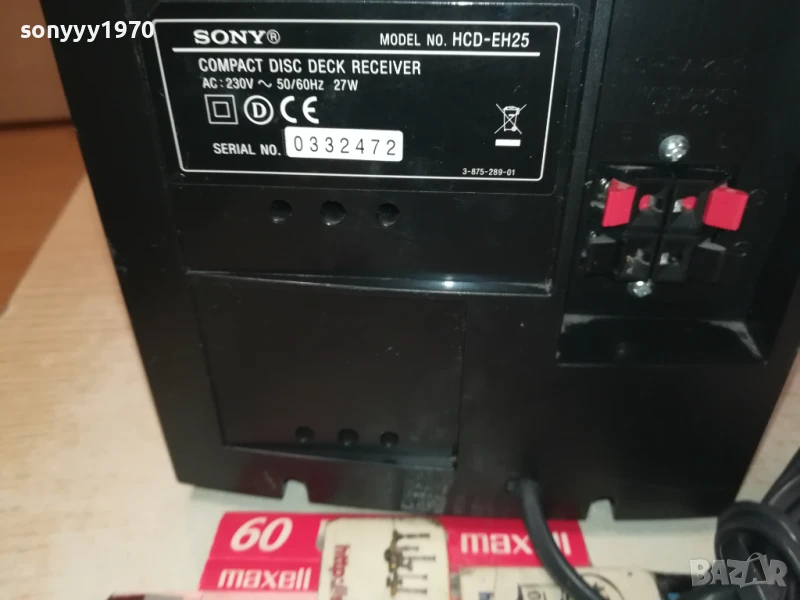 sonyyy1970
SONY®
MODEL NO. HCD-EH25
COMPACT DISC DECK RECEIVER
AC:230V ~ 50/60Hz 27W
D CE
SERIAL NO. 0332472
3-875-289-01
60
maxell
maxell
http://
BAZAR